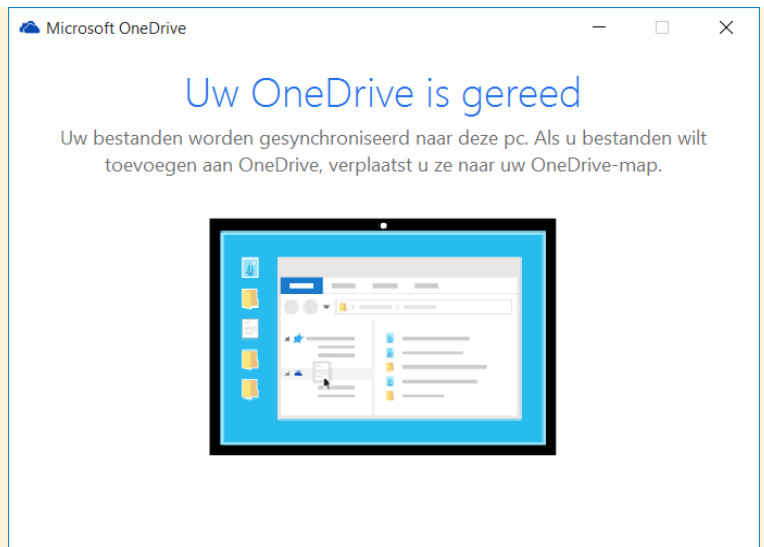 Microsoft OneDrive
Uw OneDrive is gereed
Uw bestanden worden gesynchroniseerd naar deze pc. Als u bestanden wilt
toevoegen aan OneDrive, verplaatst u ze naar uw OneDrive-map.